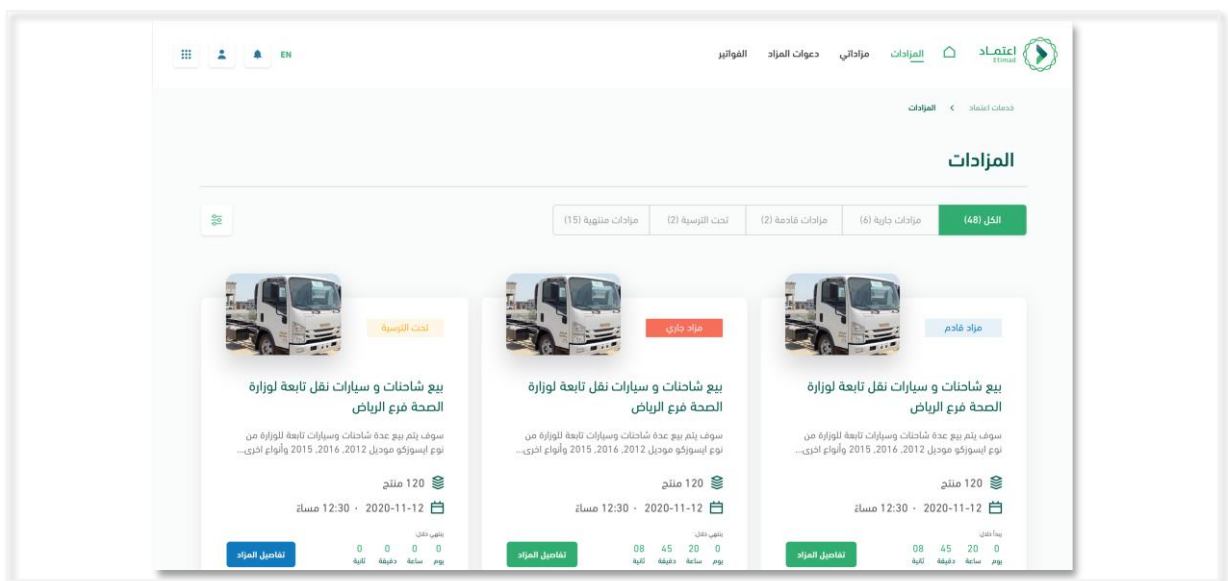 اعتمـاد
Etimad
المزادات
مزاداتي
دعوات المزاد
الفواتير
EN
خدمات اعتماد > المزادات
المزادات
الكل (48)
مزادات جارية (6)
مزادات قادمة (2)
تحت الترسية (2)
مزادات منتهية (15)
مزاد قادم
بيع شاحنات و سيارات نقل تابعة لوزارة
الصحة فرع الرياض
سوف يتم بيع عدة شاحنات وسيارات تابعة للوزارة من
نوع ايسوزكو موديل 2012, 2016, 2015 وأنواع اخرى...
120 منتج
2020-11-12 · 12:30 مساءً
يبدأ خلال:
0 20 45 08
يوم ساعة دقيقة ثانية
تفاصيل المزاد
مزاد جاري
بيع شاحنات و سيارات نقل تابعة لوزارة
الصحة فرع الرياض
سوف يتم بيع عدة شاحنات وسيارات تابعة للوزارة من
نوع ايسوزكو موديل 2012, 2016, 2015 وأنواع اخرى...
120 منتج
2020-11-12 · 12:30 مساءً
ينتهي خلال:
0 20 45 08
يوم ساعة دقيقة ثانية
تفاصيل المزاد
تحت الترسية
بيع شاحنات و سيارات نقل تابعة لوزارة
الصحة فرع الرياض
سوف يتم بيع عدة شاحنات وسيارات تابعة للوزارة من
نوع ايسوزكو موديل 2012, 2016, 2015 وأنواع اخرى...
120 منتج
2020-11-12 · 12:30 مساءً
ينتهي خلال:
0 0 0 0
يوم ساعة دقيقة ثانية
تفاصيل المزاد